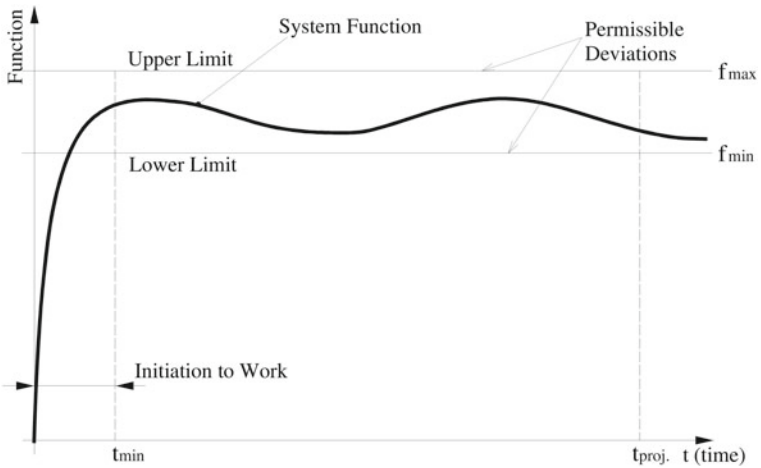 Function
System Function
Permissible
Deviations
Upper Limit
fmax
fmin
Lower Limit
Initiation to Work
tmin
tproj.
t (time)